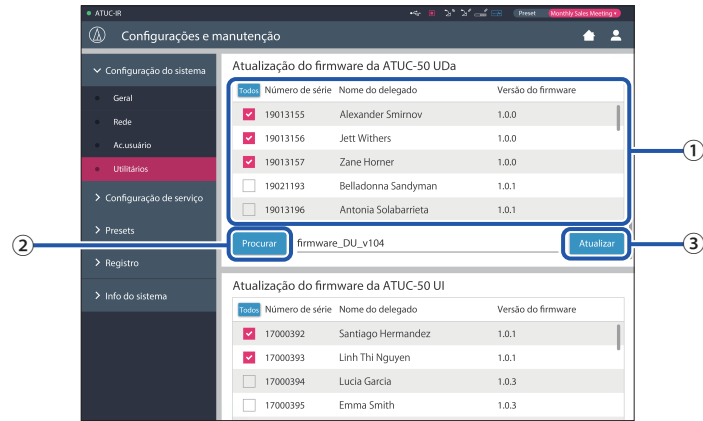 ATUC-IR
Preset Monthly Sales Meeting
Configurações e manutenção
Configuração do sistema
Geral
Rede
Ac.usuário
Utilitários
Configuração de serviço
Presets
Registro
Info do sistema
Atualização do firmware da ATUC-50 UDa
Todos Número de série Nome do delegado Versão do firmware
19013155 Alexander Smirnov 1.0.0
19013156 Jett Withers 1.0.0
19013157 Zane Horner 1.0.0
19021193 Belladonna Sandyman 1.0.1
19013196 Antonia Solabarrieta 1.0.1
①
② Procurar firmware_DU_v104 Atualizar ③
Atualização do firmware da ATUC-50 UI
Todos Número de série Nome do delegado Versão do firmware
17000392 Santiago Hermandez 1.0.1
17000393 Linh Thi Nguyen 1.0.1
17000394 Lucia Garcia 1.0.3
17000395 Emma Smith 1.0.3